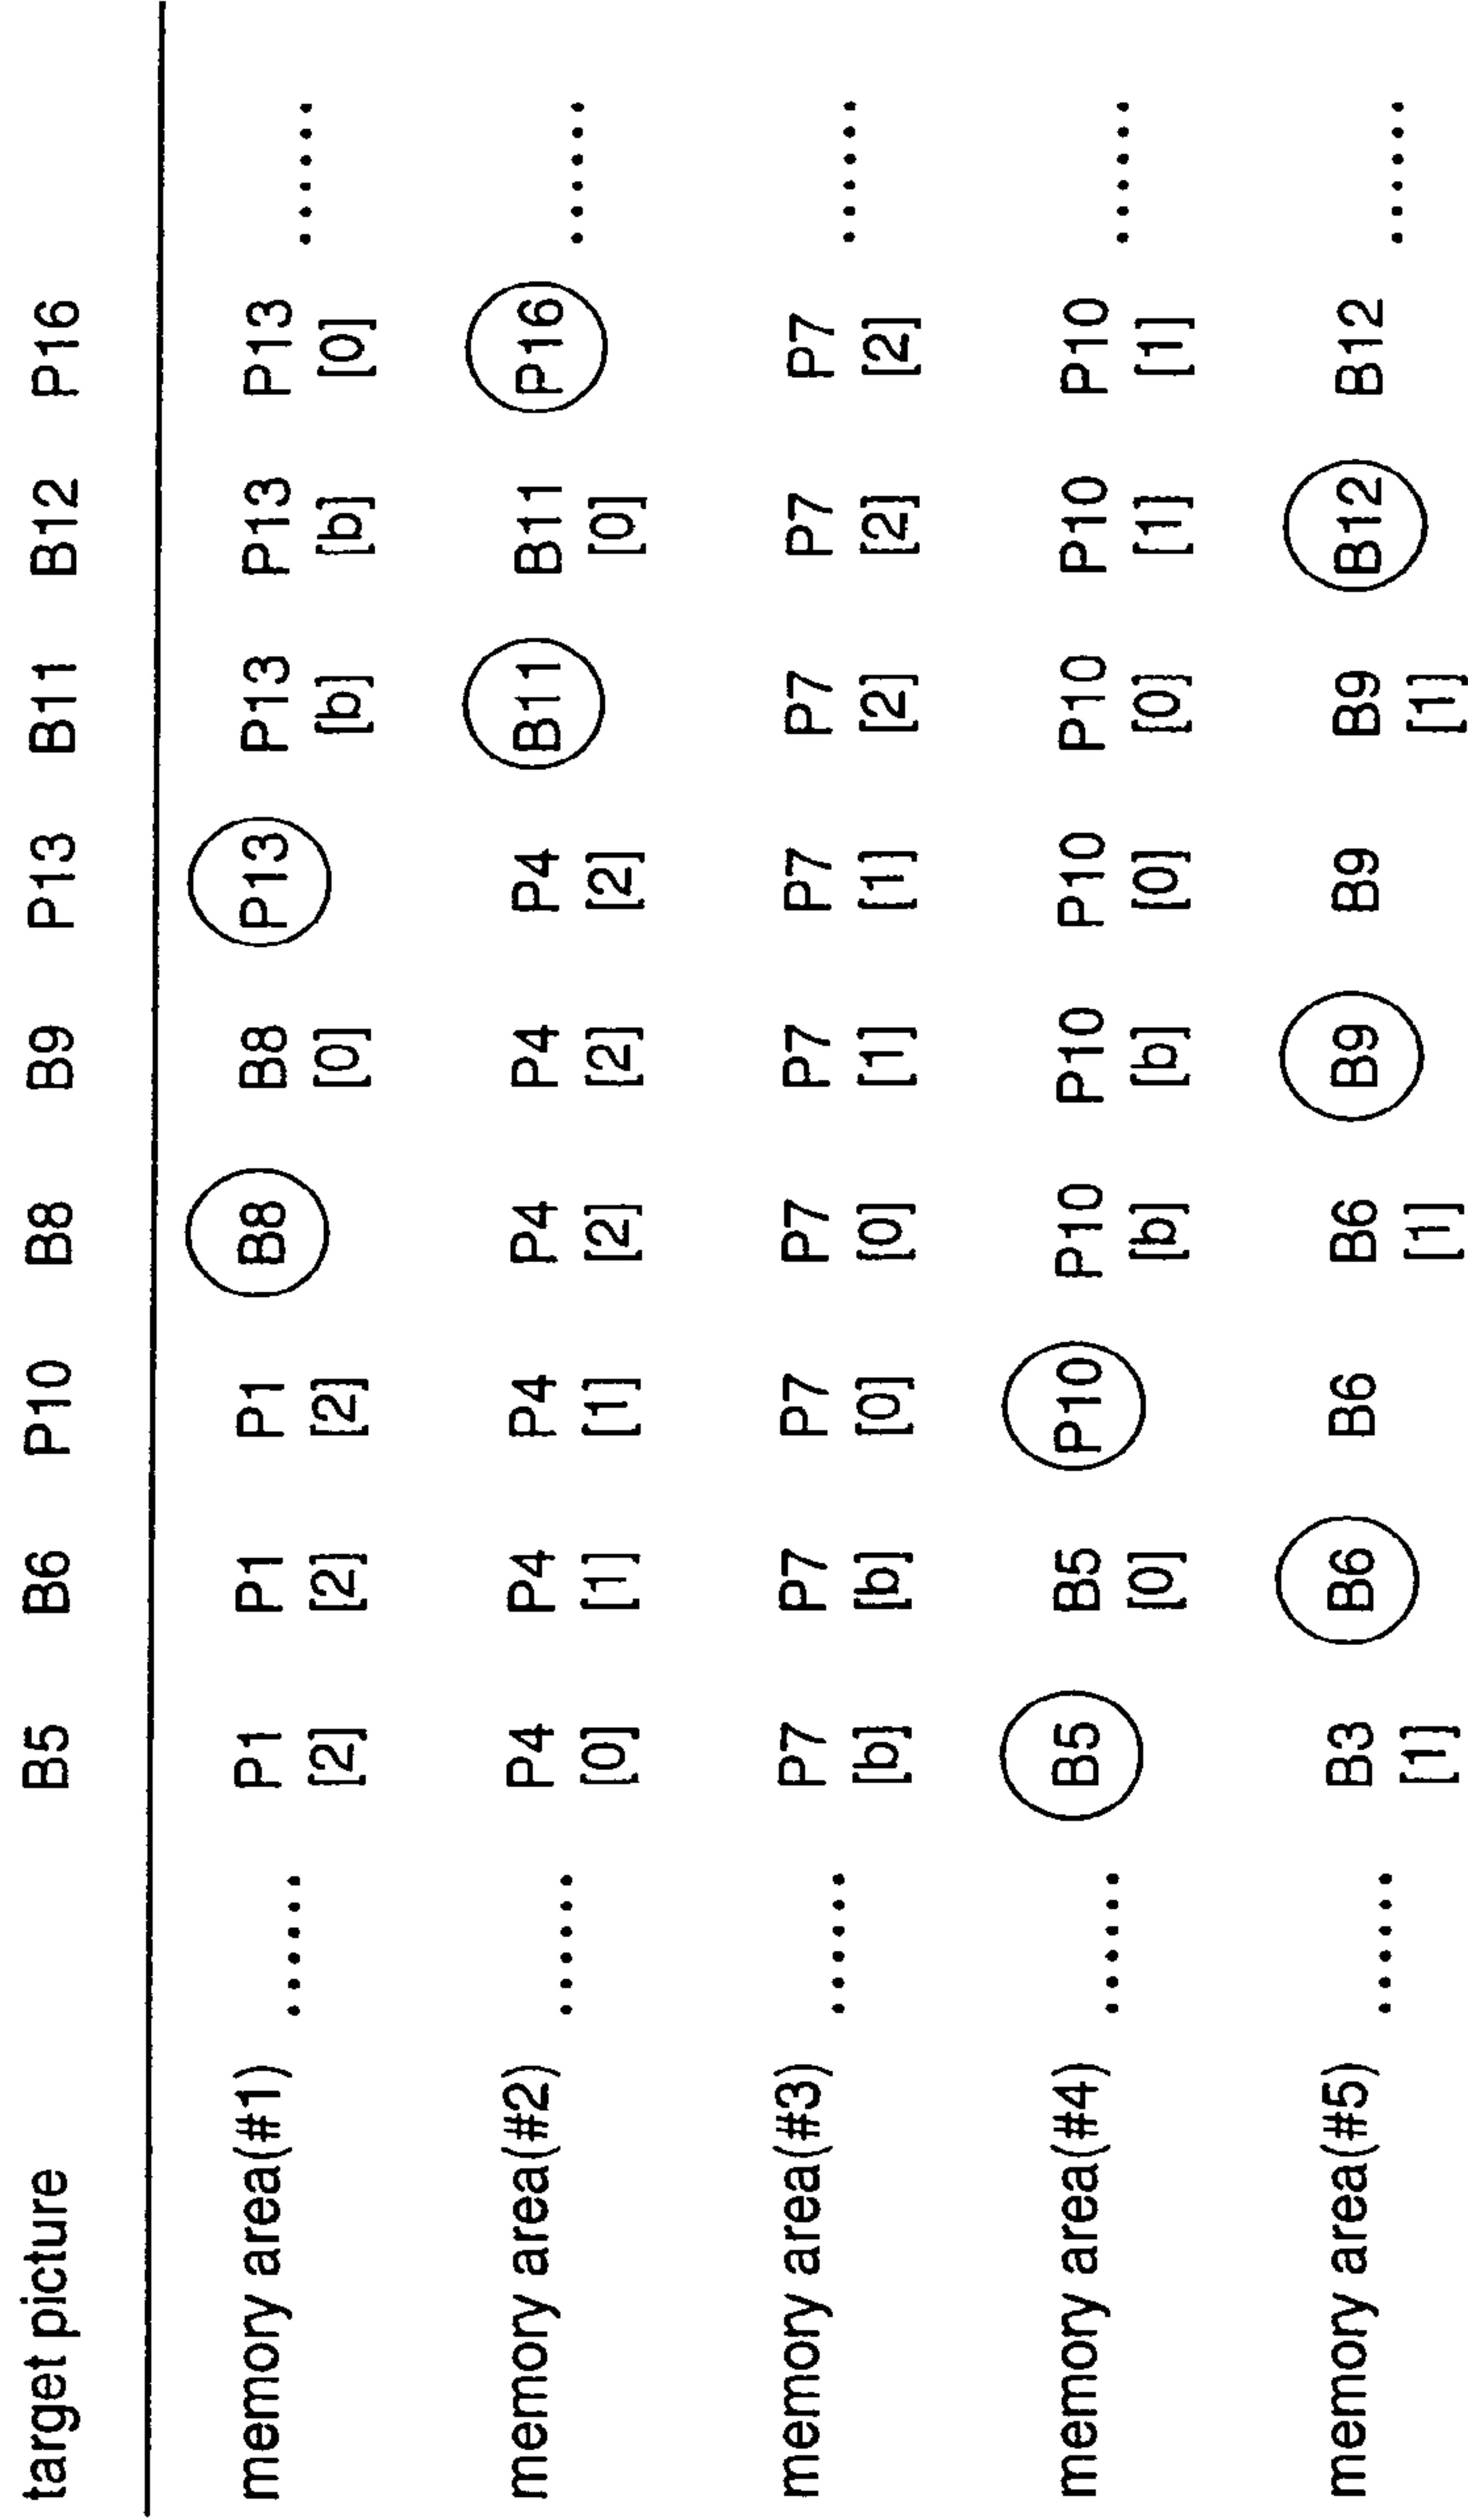 target picture B5 B6 P10 B8 B9 P13 B11 B12 P16
memory area(#1) ...... P1 P1 P1 B8 B8 P13 P13 P13 P13 ......
[2] [2] [2] [0] [b] [b] [0]
memory area(#2) ...... P4 P4 P4 P4 P4 P4 B11 B11 P16 ......
[0] [1] [1] [2] [2] [2] [0]
memory area(#3) ...... P7 P7 P7 P7 P7 P7 P7 P7 P7 ......
[b] [b] [0] [0] [1] [1] [2] [2] [2]
memory area(#4) ...... B5 B5 P10 P10 P10 P10 P10 P10 P10 ......
[0] [b] [b] [0] [0] [1] [1]
memory area(#5) ...... B3 B6 B6 B6 B9 B9 B9 B12 B12 ......
[1] [1] [1]